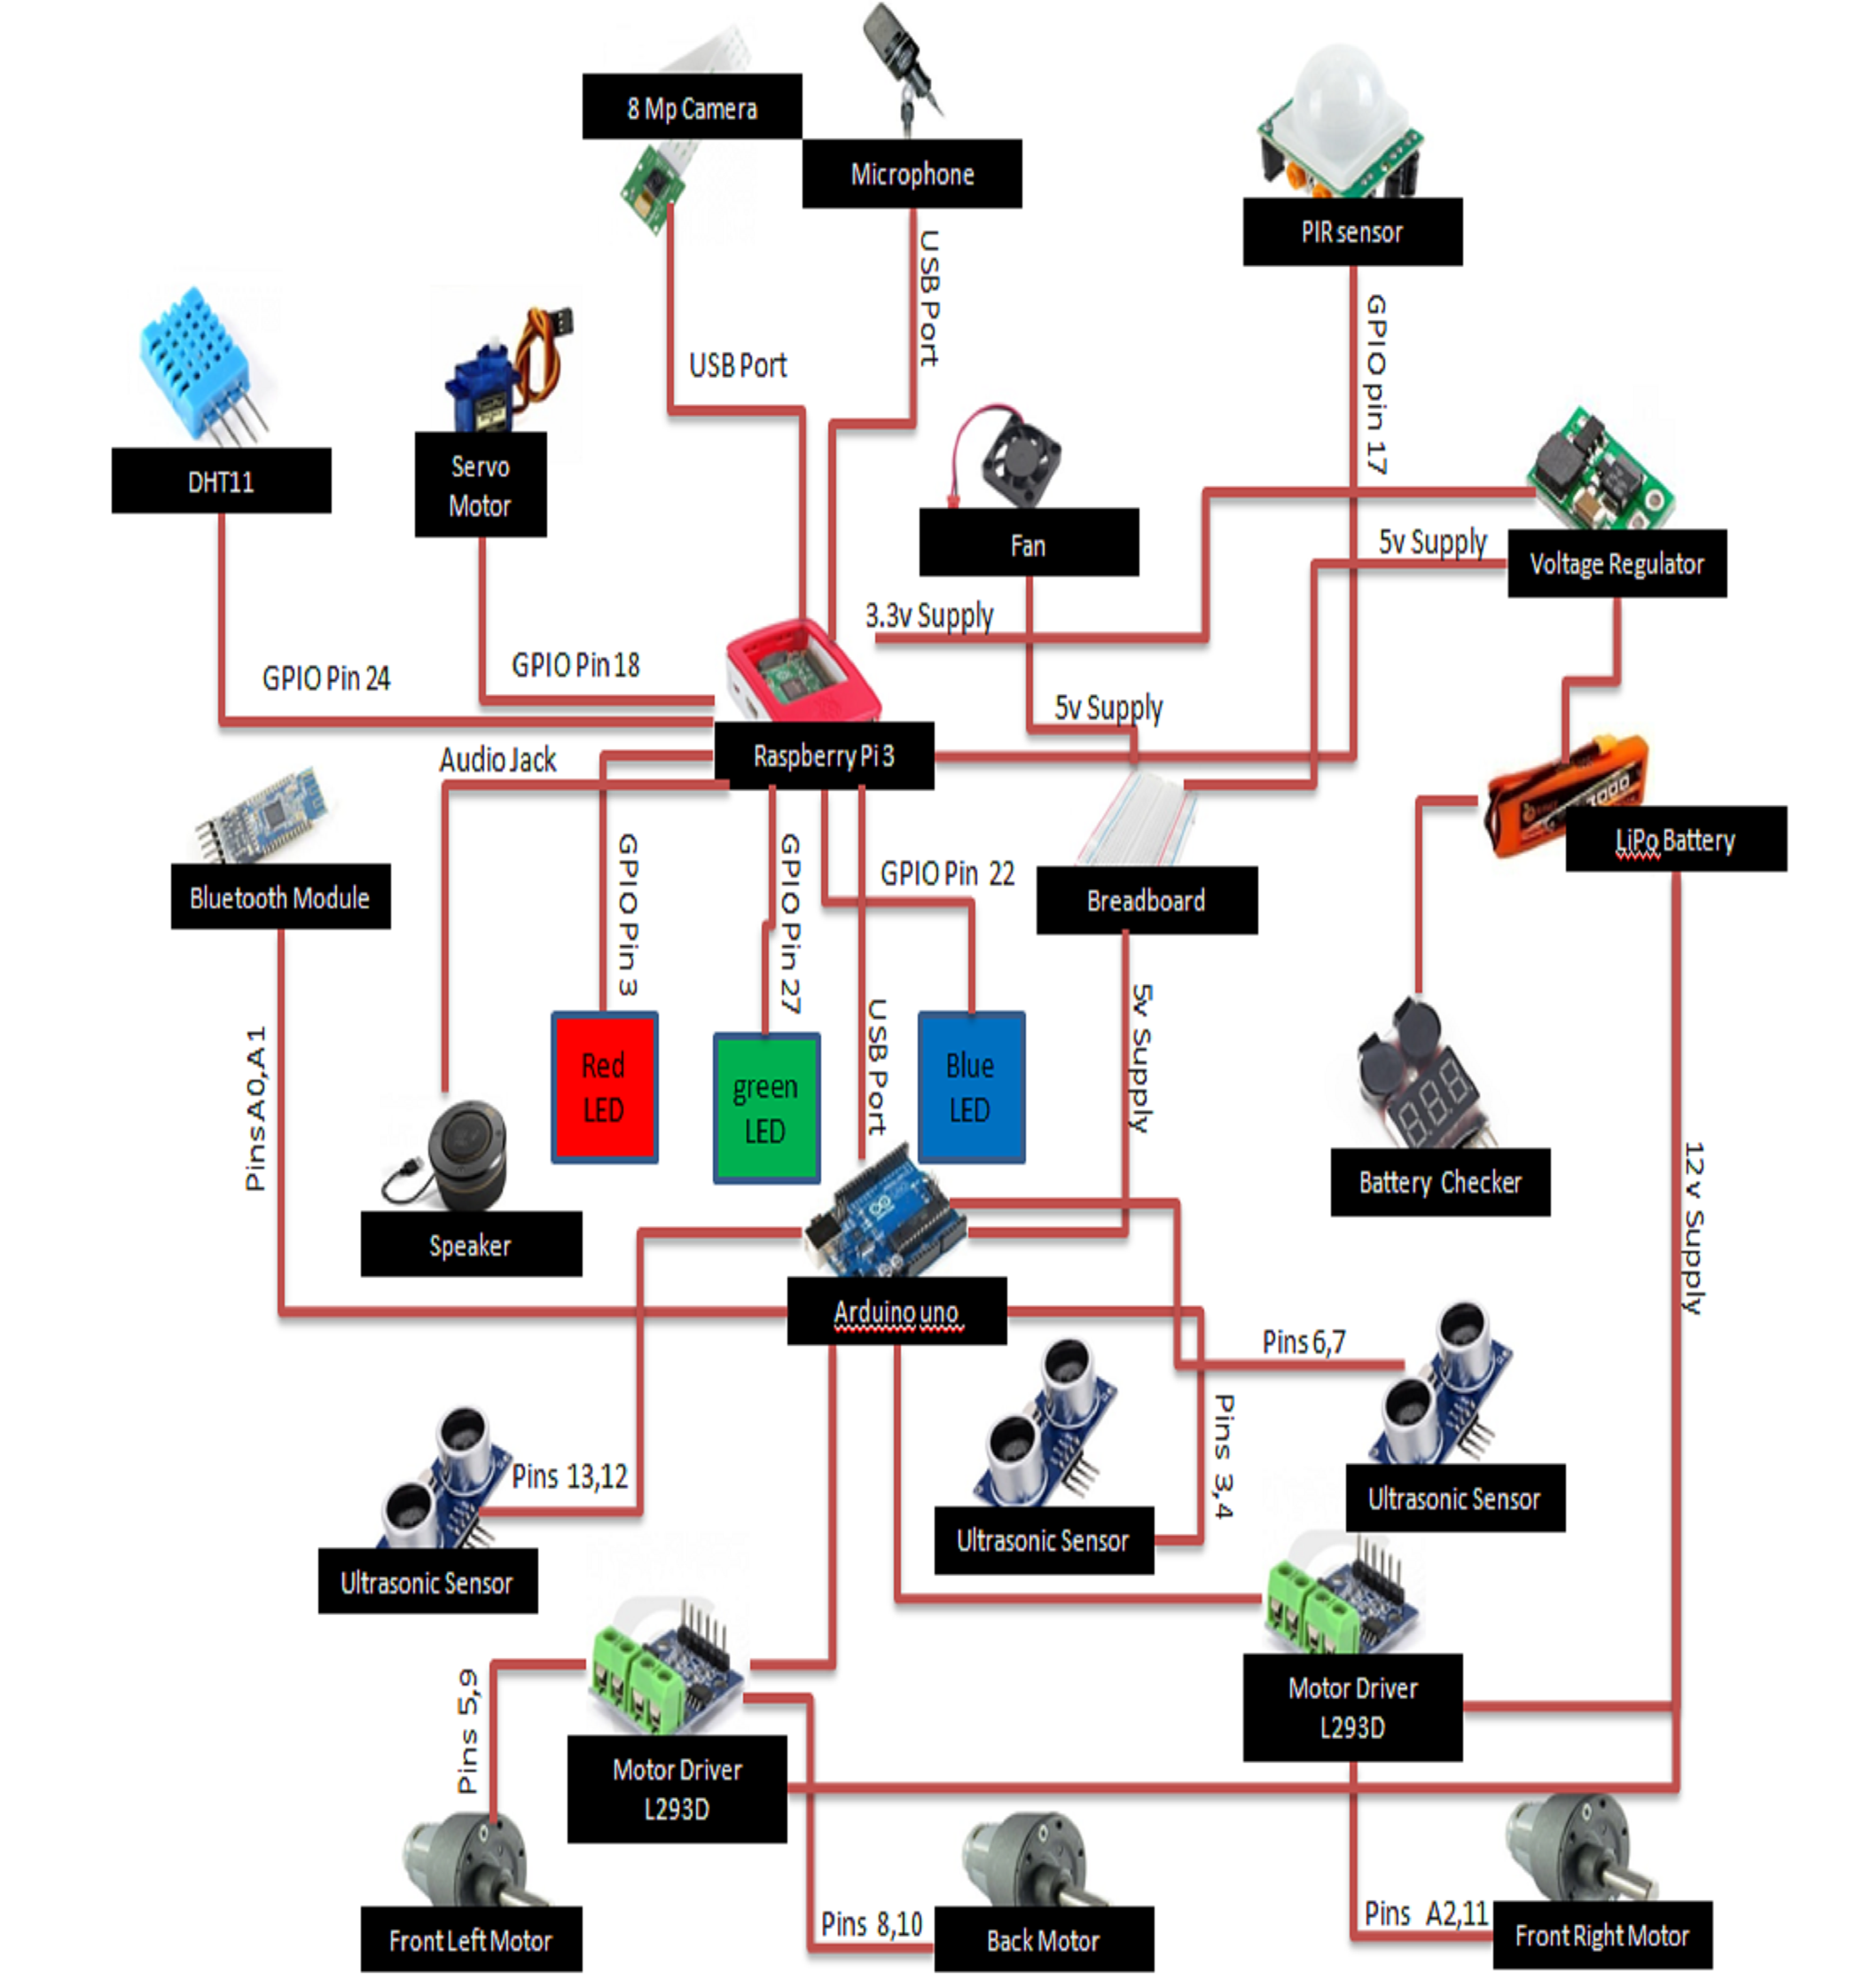 8 Mp Camera
Microphone
PIR sensor
USB Port
USB Port
GPIO pin 17
DHT11
Servo
Motor
Fan
5v Supply
Voltage Regulator
3.3v Supply
GPIO Pin 24
GPIO Pin 18
5v Supply
Audio Jack
Raspberry Pi 3
LiPo Battery
Bluetooth Module
GPIO Pin 3
GPIO Pin 27
GPIO Pin 22
Breadboard
Pins A0,A1
Red
LED
green
LED
USB Port
Blue
LED
5v Supply
888
Battery Checker
12v Supply
Speaker
Arduino uno
Pins 6,7
Pins 3,4
Pins 13,12
Ultrasonic Sensor
Ultrasonic Sensor
Ultrasonic Sensor
Pins 5,9
Motor Driver
L293D
Motor Driver
L293D
Front Left Motor
Pins 8,10
Back Motor
Pins A2,11
Front Right Motor